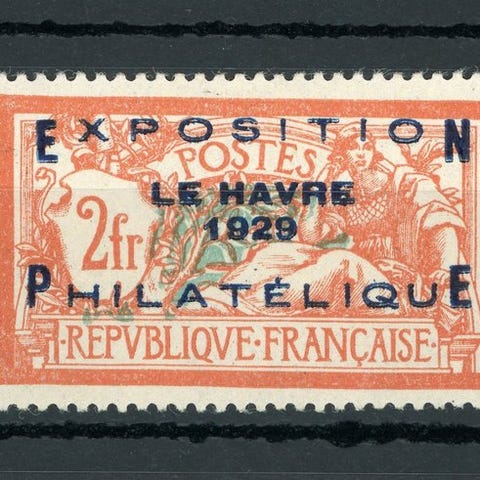 EXPOSITION
POSTES
LE HAVRE
2fr
1929
PHILATÉLIQUE
·REPVBLIQVE·FRANÇAISE·